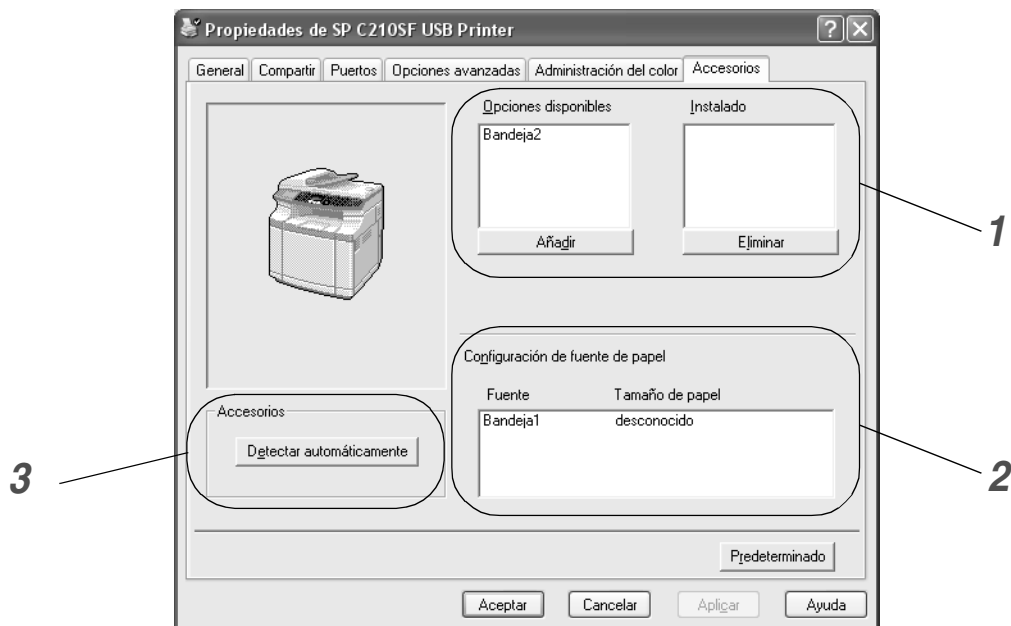 Propiedades de SP C210SF USB Printer
General Compartir Puertos Opciones avanzadas Administración del color Accesorios
Opciones disponibles Instalado
Bandeja2
Añadir Eliminar
1
Configuración de fuente de papel
Fuente Tamaño de papel
Bandeja1 desconocido
2
Accesorios
Detectar automáticamente
3
Predeterminado
Aceptar Cancelar Aplicar Ayuda